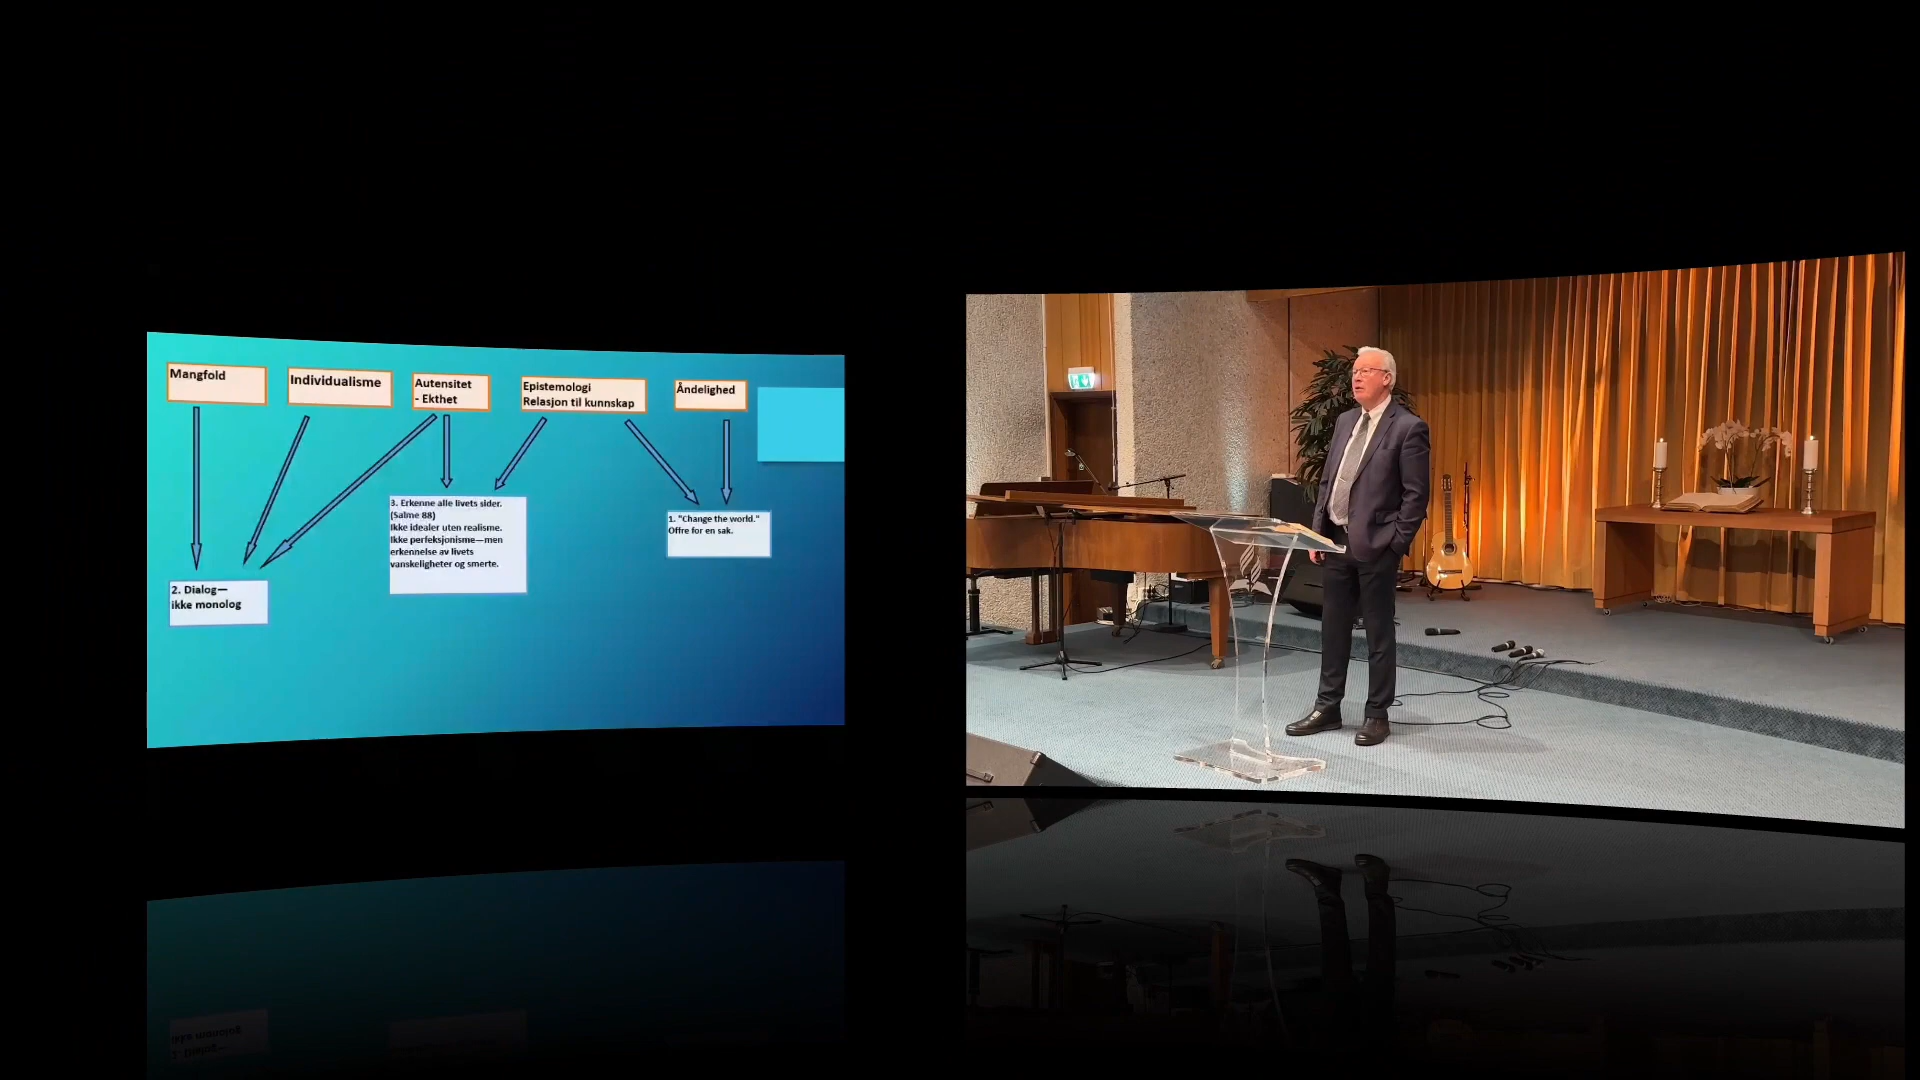 Mangfold
Individualisme
Autensitet
- Ekthet
Epistemologi
Relasjon til kunnskap
Åndelighed
3. Erkenne alle livets sider.
(Salme 88)
Ikke idealer uten realisme.
Ikke perfeksjonisme—men
erkennelse av livets
vanskeligheter og smerte.
1. "Change the world."
Offre for en sak.
2. Dialog—
ikke monolog